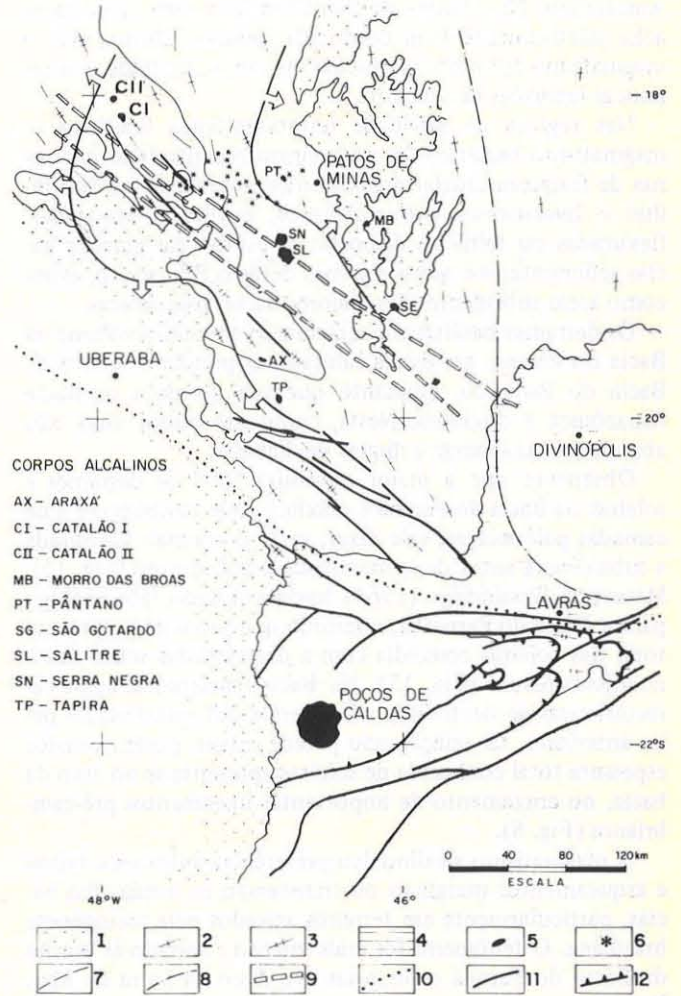 CII
CI
18°
PATOS DE
MINAS
PT
MB
SN
SL
SE
UBERABA
AX
TP
20°
DIVINÓPOLIS
CORPOS ALCALINOS
AX – ARAXÁ
CI – CATALÃO I
CII – CATALÃO II
MB – MORRO DAS BROAS
PT – PÂNTANO
SG – SÃO GOTARDO
SL – SALITRE
SN – SERRA NEGRA
TP – TAPIRA
LAVRAS
POÇOS DE
CALDAS
22°S
0 40 80 120km
ESCALA
48°W
46°
1 2 3 4 5 6
7 8 9 10 11 12